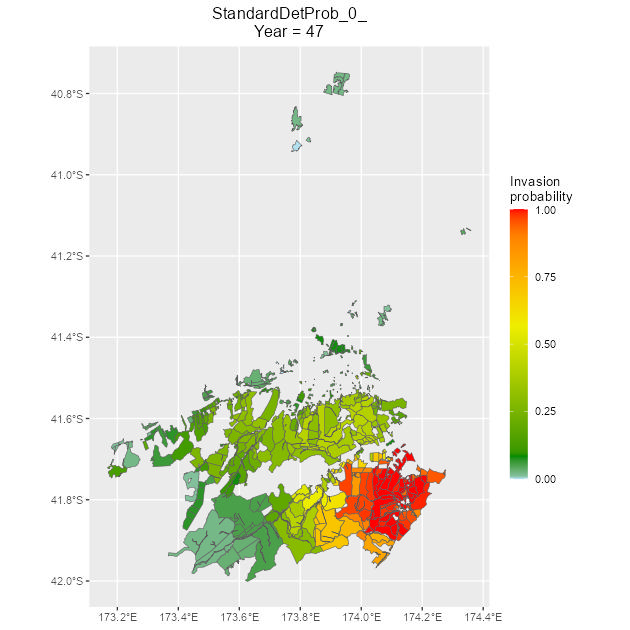 StandardDetProb_0_
Year = 47
40.8°S
41.0°S
41.2°S
41.4°S
41.6°S
41.8°S
42.0°S
173.2°E
173.4°E
173.6°E
173.8°E
174.0°E
174.2°E
174.4°E
Invasion
probability
1.00
0.75
0.50
0.25
0.00